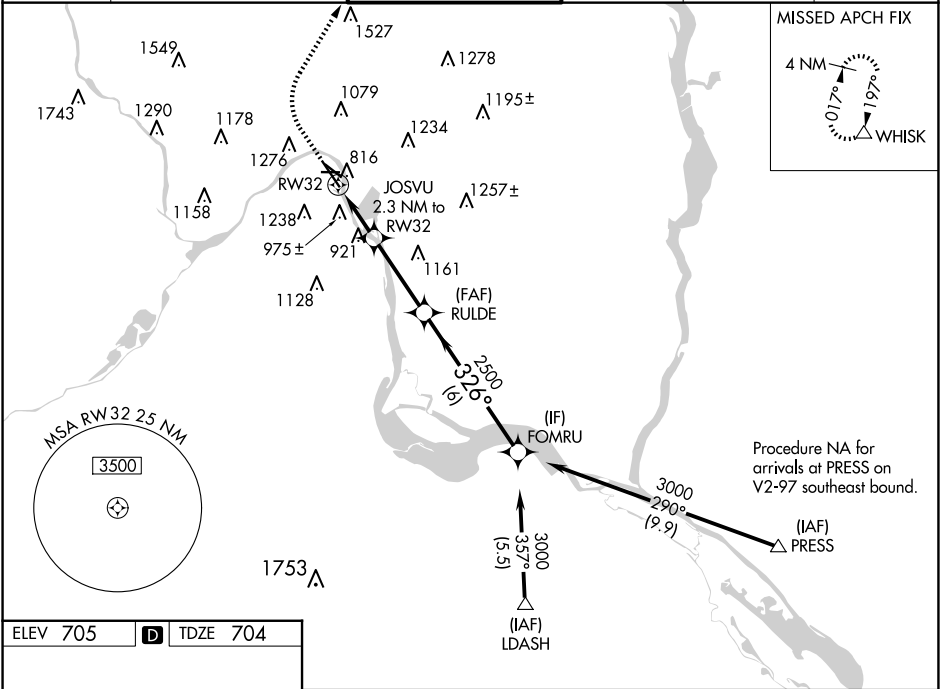 1527
1549
1278
1743
1290
1178
1079
1195±
1234
1276
816
RW32
JOSVU
2.3 NM to
RW32
1257±
1158
1238
975±
921
1161
1128
(FAF)
RULDE
2500
326°
(6)
(IF)
FOMRU
MISSED APCH FIX
4 NM
017°
197°
WHISK
MSA RW32 25 NM
3500
Procedure NA for
arrivals at PRESS on
V2-97 southeast bound.
3000
290°
(9.9)
(IAF)
PRESS
3000
357°
(5.5)
(IAF)
LDASH
1753
ELEV 705 D TDZE 704